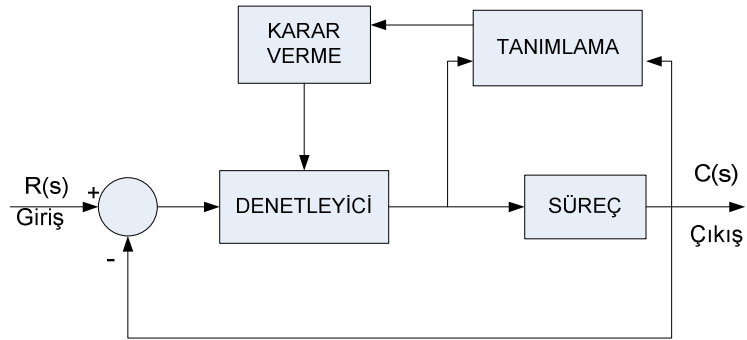 KARAR
VERME
TANIMLAMA
R(s)
+
Giriş
-
DENETLEYİCİ
SÜREÇ
C(s)
Çıkış